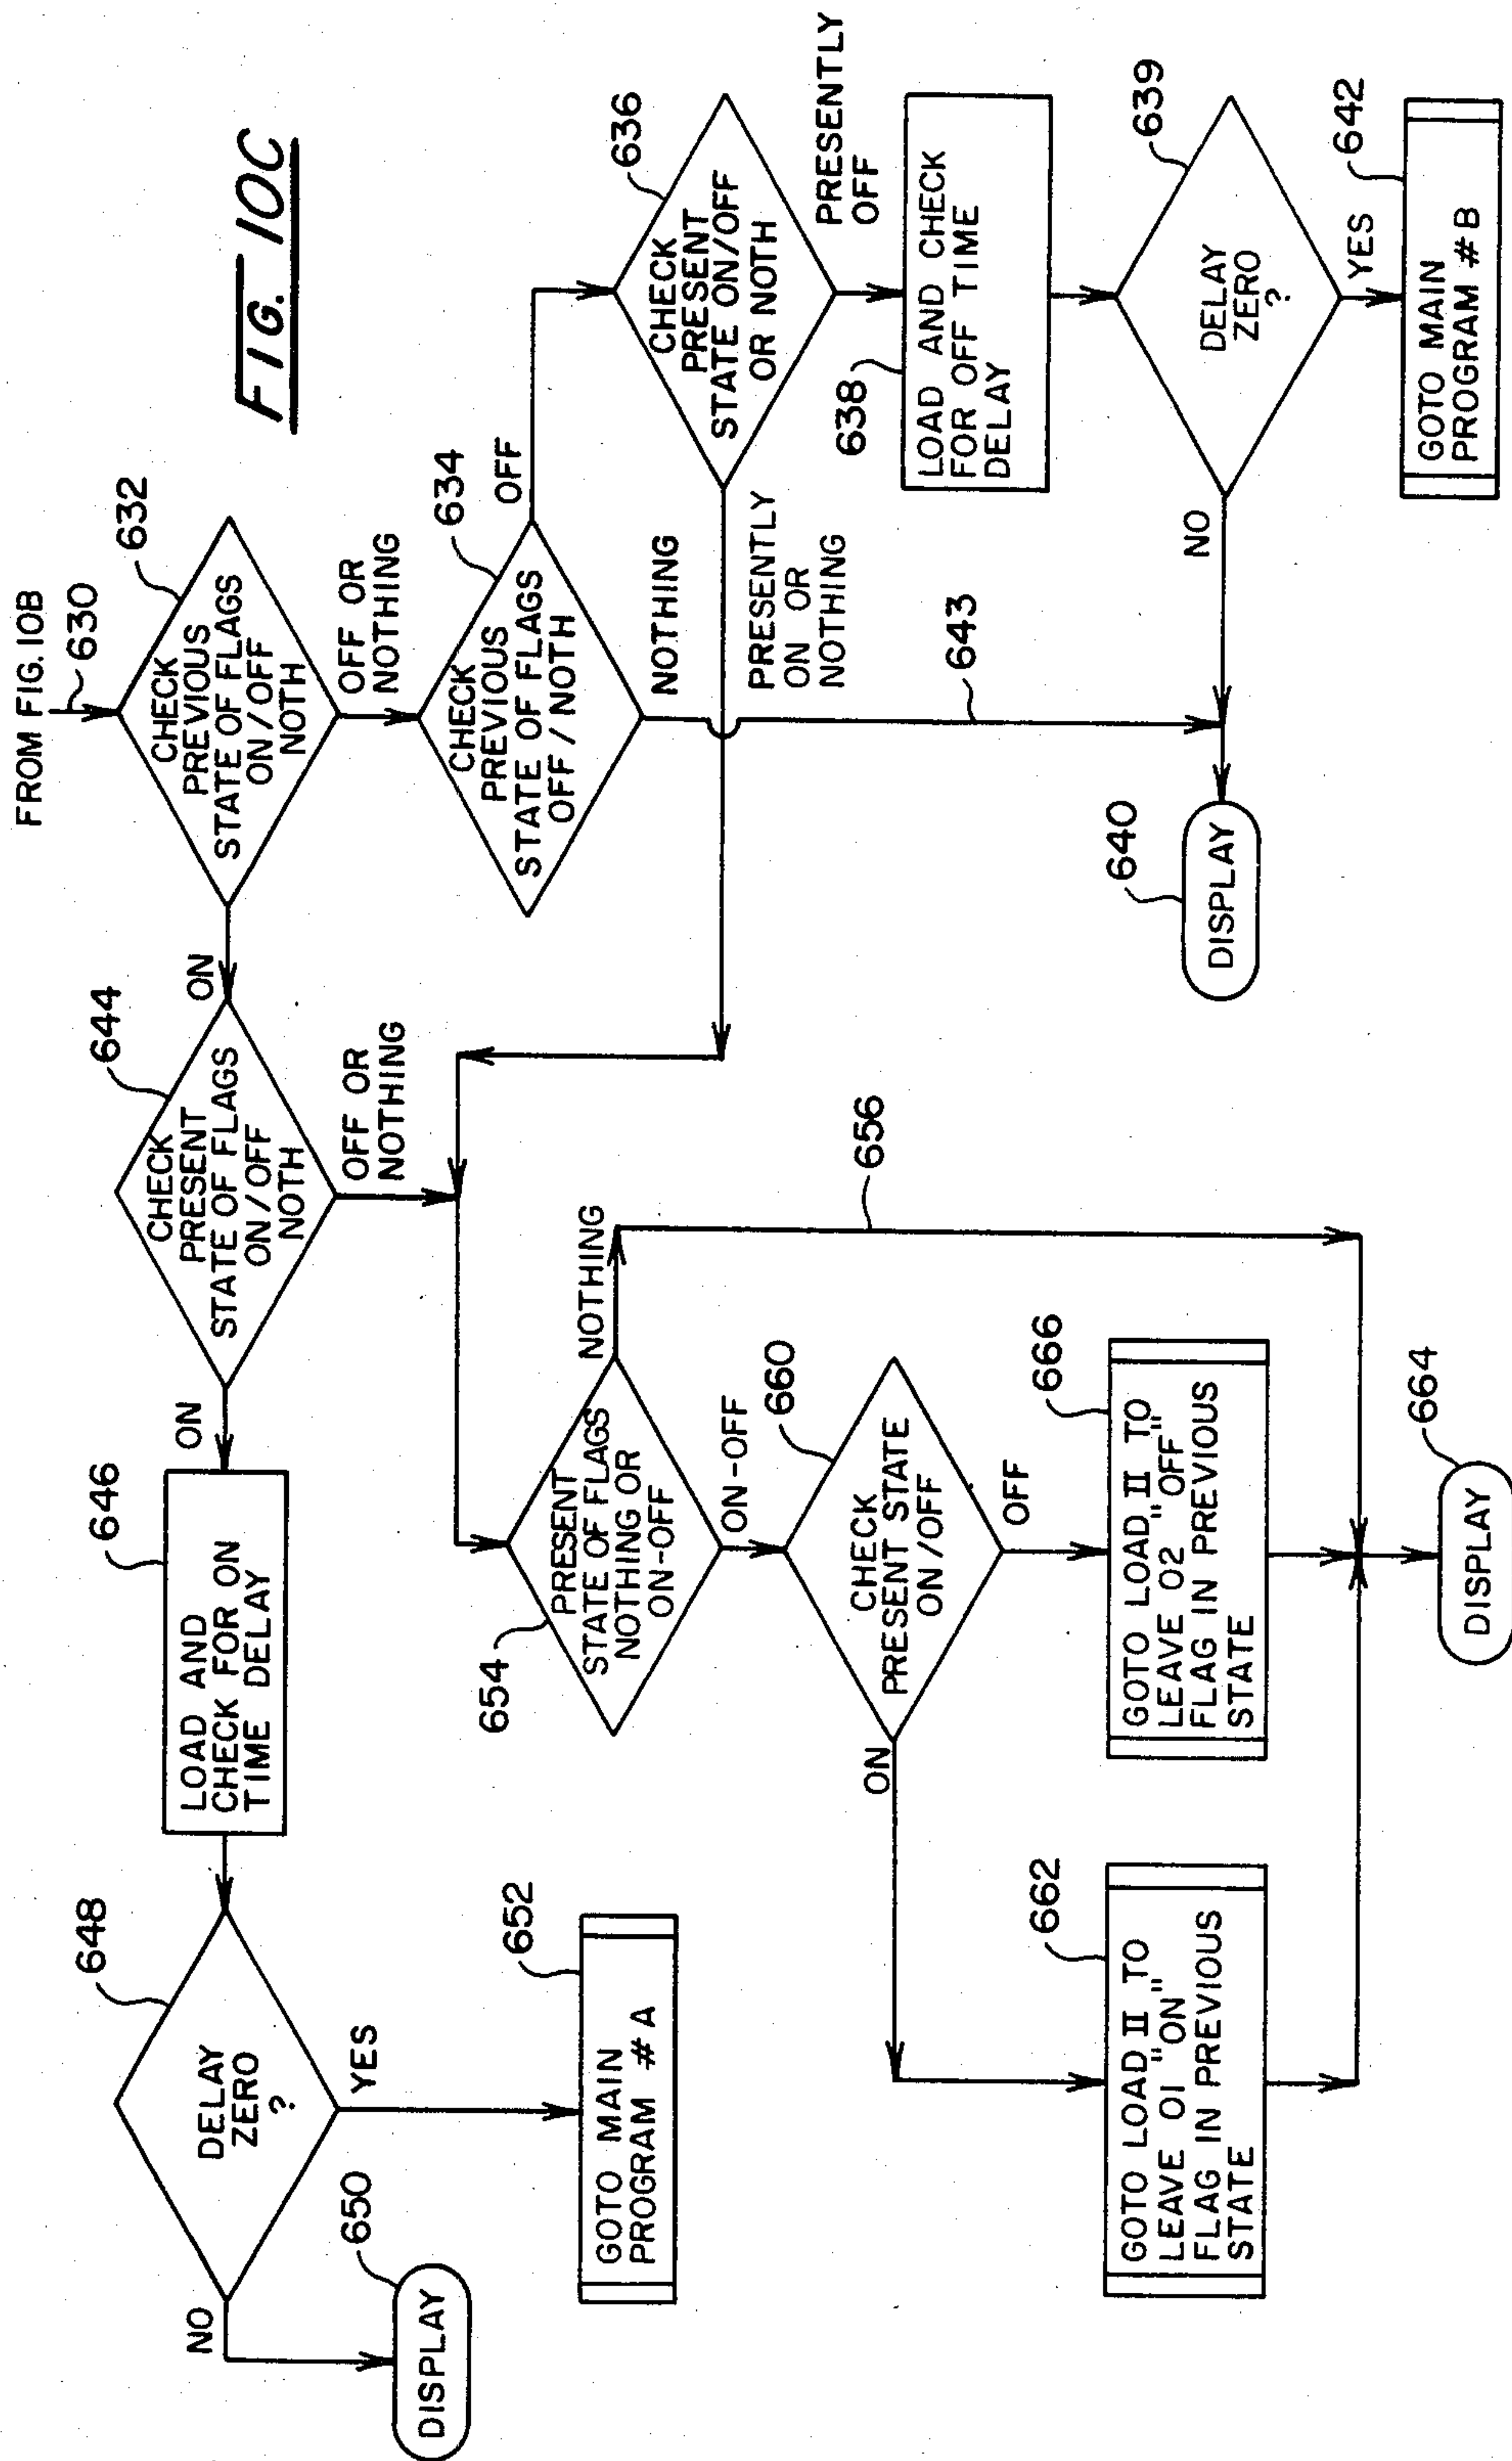 FIG. 10C
FROM FIG. 10B
630
632
CHECK
PREVIOUS
STATE OF FLAGS
ON/OFF
NOTH
ON
OFF OR
NOTHING
634
CHECK
PREVIOUS
STATE OF FLAGS
OFF/NOTH
OFF
NOTHING
636
CHECK
PRESENT
STATE ON/OFF
OR NOTH
PRESENTLY
ON OR
NOTHING
PRESENTLY
OFF
638
LOAD AND CHECK
FOR OFF TIME
DELAY
639
DELAY
ZERO
?
NO
YES
642
GOTO MAIN
PROGRAM # B
643
640
DISPLAY
644
CHECK
PRESENT
STATE OF FLAGS
ON/OFF
NOTH
ON
OFF OR
NOTHING
646
LOAD AND
CHECK FOR ON
TIME DELAY
648
DELAY
ZERO
?
NO
YES
650
DISPLAY
652
GOTO MAIN
PROGRAM # A
654
PRESENT
STATE OF FLAGS
NOTHING OR
ON-OFF
NOTHING
656
ON-OFF
660
CHECK
PRESENT STATE
ON/OFF
ON
OFF
662
GOTO LOAD II TO
LEAVE 01 "ON"
FLAG IN PREVIOUS
STATE
666
GOTO LOAD II TO
LEAVE 02 "OFF"
FLAG IN PREVIOUS
STATE
664
DISPLAY